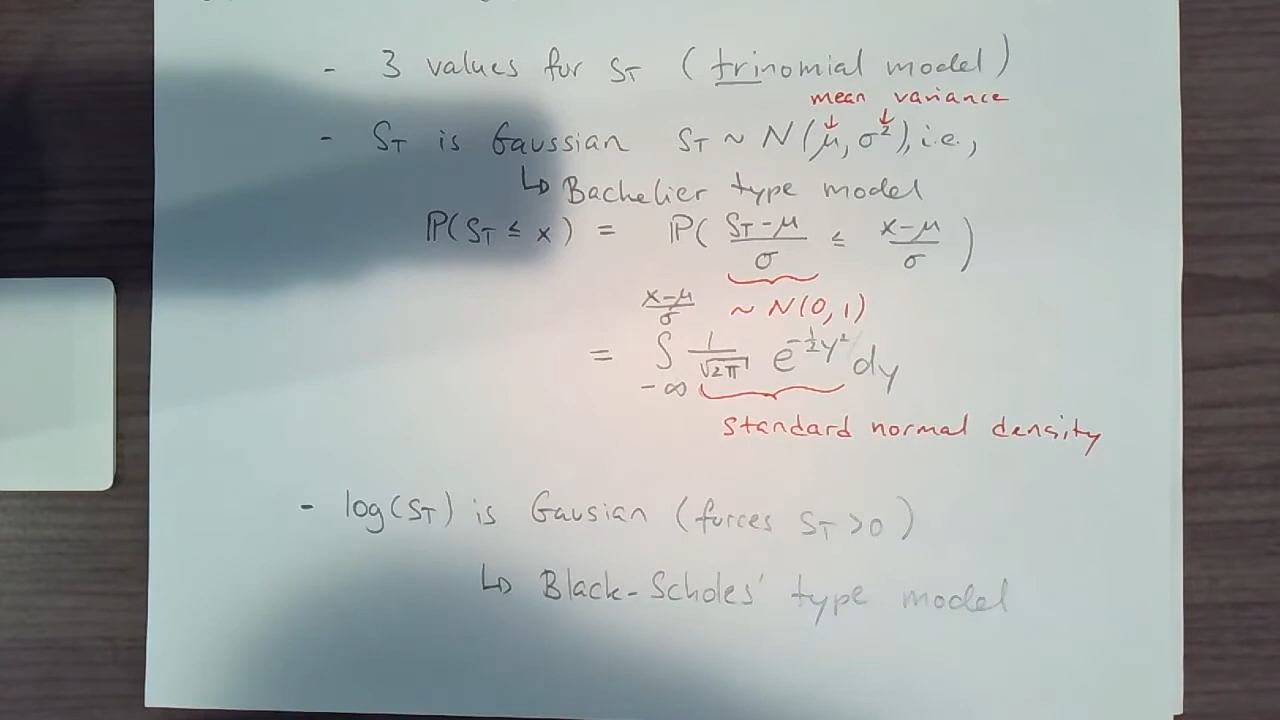 - 3 values for S_T (trinomial model)
mean variance
- S_T is Gaussian S_T ~ N(μ, σ²), i.e.,
↳ Bachelier type model
ℙ(S_T ≤ x) = ℙ( (S_T-μ)/σ ≤ (x-μ)/σ )
~ N(0,1)
= ∫_{-∞}^{(x-μ)/σ} 1/√(2π) e^{-½y²} dy
standard normal density
- log(S_T) is Gausian (forces S_T >0)
↳ Black-Scholes' type model